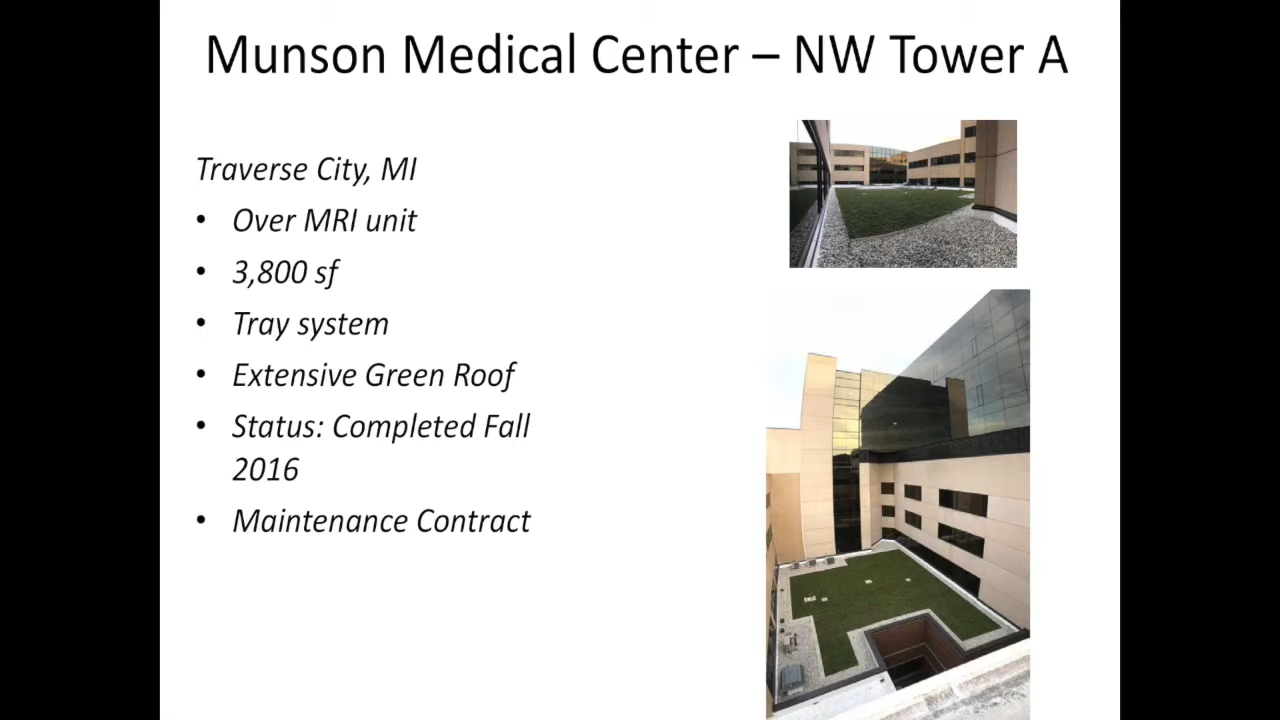 Munson Medical Center – NW Tower A
Traverse City, MI
• Over MRI unit
• 3,800 sf
• Tray system
• Extensive Green Roof
• Status: Completed Fall
2016
• Maintenance Contract